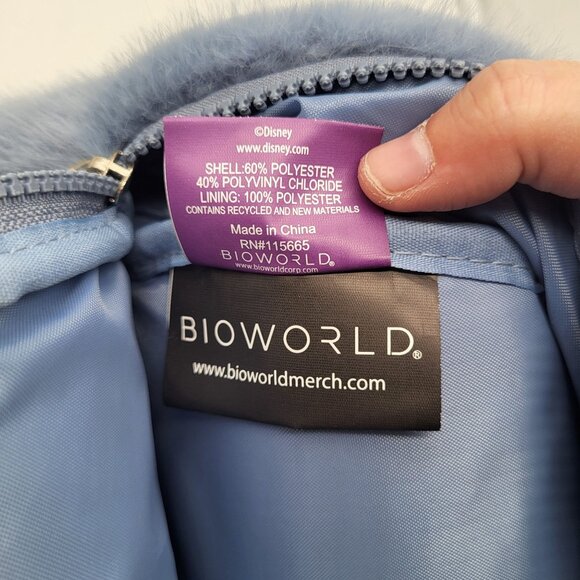 ©Disney
www.disney.com
SHELL:60% POLYESTER
40% POLYVINYL CHLORIDE
LINING: 100% POLYESTER
CONTAINS RECYCLED AND NEW MATERIALS
Made in China
RN#115665
BIOWORLD®
www.bioworldcorp.com
BIOWORLD®
www.bioworldmerch.com